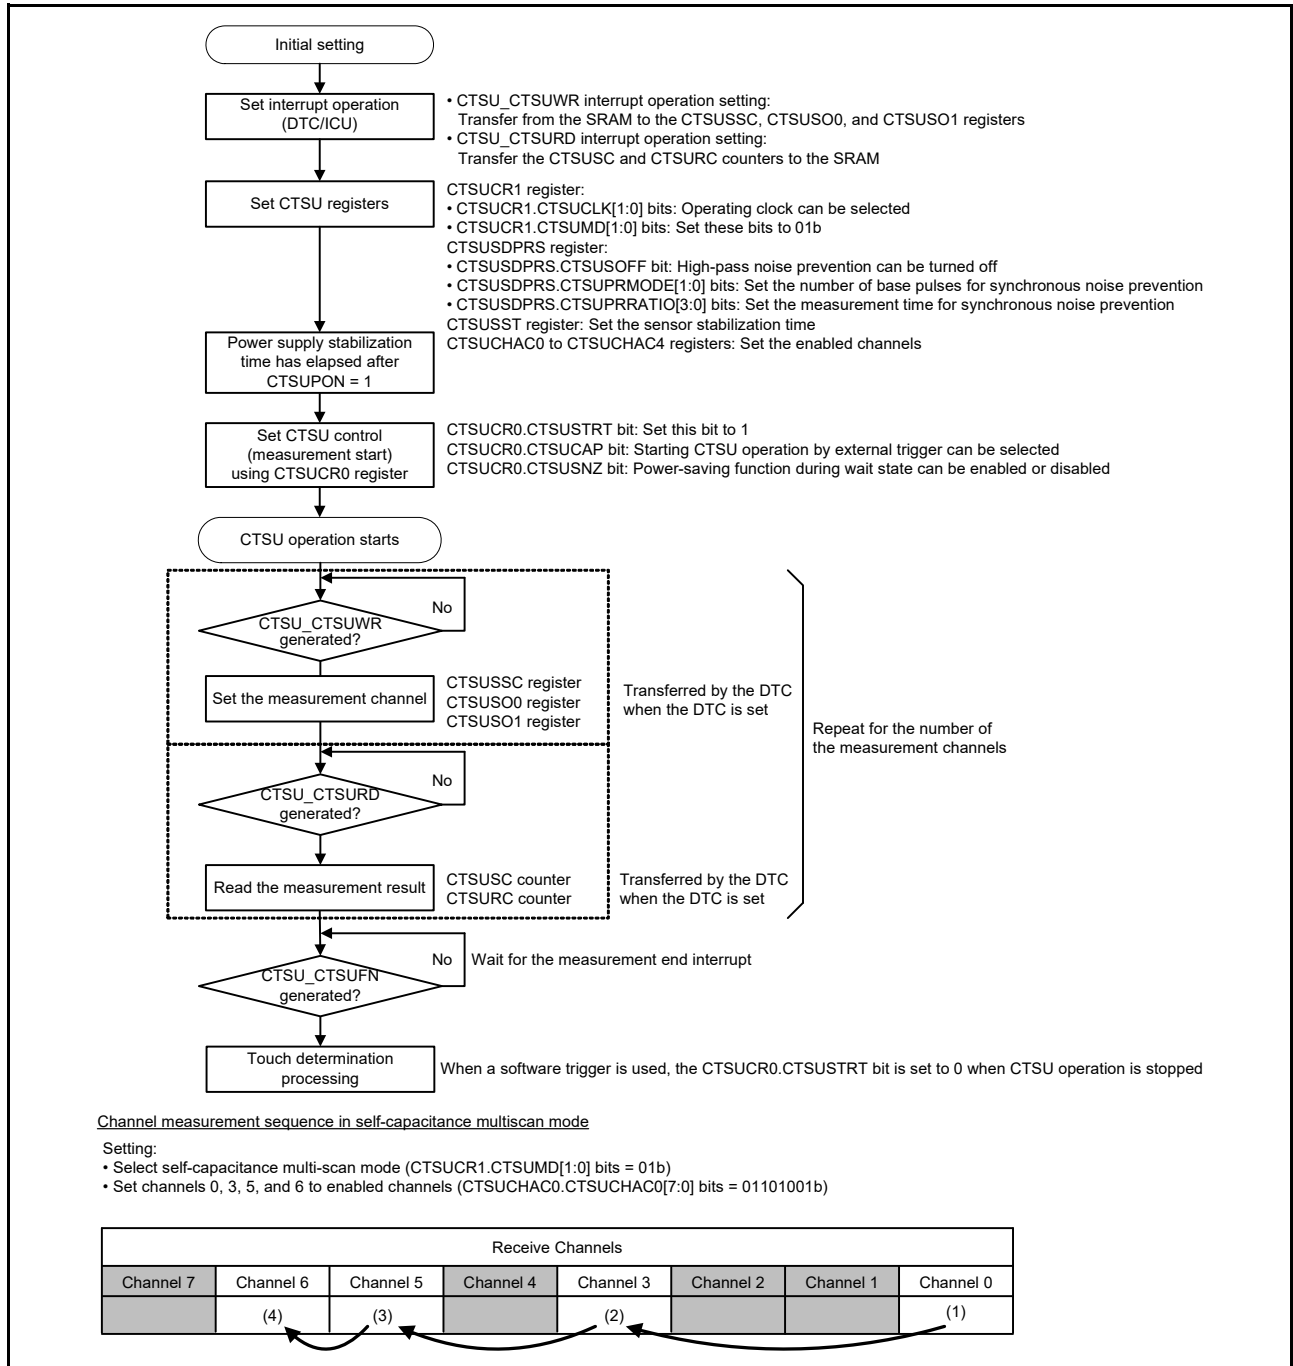 Initial setting
Set interrupt operation
(DTC/ICU)
• CTSU_CTSUWR interrupt operation setting:
Transfer from the SRAM to the CTSUSSC, CTSUSO0, and CTSUSO1 registers
• CTSU_CTSURD interrupt operation setting:
Transfer the CTSUSC and CTSURC counters to the SRAM
Set CTSU registers
CTSUCR1 register:
• CTSUCR1.CTSUCLK[1:0] bits: Operating clock can be selected
• CTSUCR1.CTSUMD[1:0] bits: Set these bits to 01b
CTSUSDPRS register:
• CTSUSDPRS.CTSUSOFF bit: High-pass noise prevention can be turned off
• CTSUSDPRS.CTSUPRMODE[1:0] bits: Set the number of base pulses for synchronous noise prevention
• CTSUSDPRS.CTSUPRRATIO[3:0] bits: Set the measurement time for synchronous noise prevention
CTSUSST register: Set the sensor stabilization time
CTSUCHAC0 to CTSUCHAC4 registers: Set the enabled channels
Power supply stabilization
time has elapsed after
CTSUPON = 1
Set CTSU control
(measurement start)
using CTSUCR0 register
CTSUCR0.CTSUSTRT bit: Set this bit to 1
CTSUCR0.CTSUCAP bit: Starting CTSU operation by external trigger can be selected
CTSUCR0.CTSUSNZ bit: Power-saving function during wait state can be enabled or disabled
CTSU operation starts
No
CTSU_CTSUWR
generated?
Set the measurement channel
CTSUSSC register
CTSUSO0 register
CTSUSO1 register
Transferred by the DTC
when the DTC is set
Repeat for the number of
the measurement channels
No
CTSU_CTSURD
generated?
Read the measurement result
CTSUSC counter
CTSURC counter
Transferred by the DTC
when the DTC is set
No
Wait for the measurement end interrupt
CTSU_CTSUFN
generated?
Touch determination
processing
When a software trigger is used, the CTSUCR0.CTSUSTRT bit is set to 0 when CTSU operation is stopped
Channel measurement sequence in self-capacitance multiscan mode
Setting:
• Select self-capacitance multi-scan mode (CTSUCR1.CTSUMD[1:0] bits = 01b)
• Set channels 0, 3, 5, and 6 to enabled channels (CTSUCHAC0.CTSUCHAC0[7:0] bits = 01101001b)
Receive Channels
Channel 7 Channel 6 Channel 5 Channel 4 Channel 3 Channel 2 Channel 1 Channel 0
(4) (3) (2) (1)